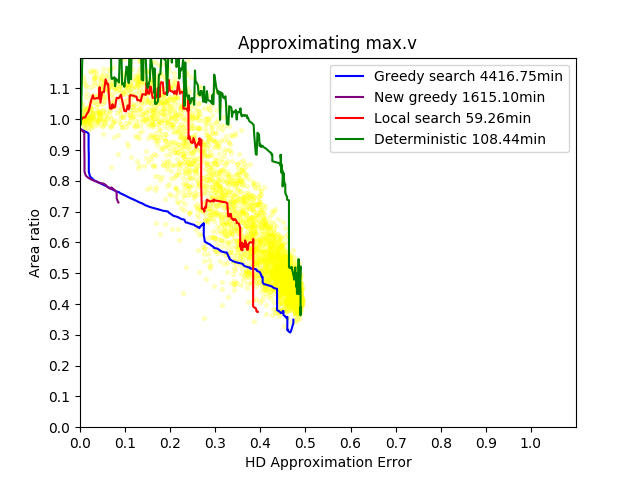 Approximating max.v
Greedy search 4416.75min
New greedy 1615.10min
Local search 59.26min
Deterministic 108.44min
Area ratio
1.1
1.0
0.9
0.8
0.7
0.6
0.5
0.4
0.3
0.2
0.1
0.0
0.0 0.1 0.2 0.3 0.4 0.5 0.6 0.7 0.8 0.9 1.0
HD Approximation Error